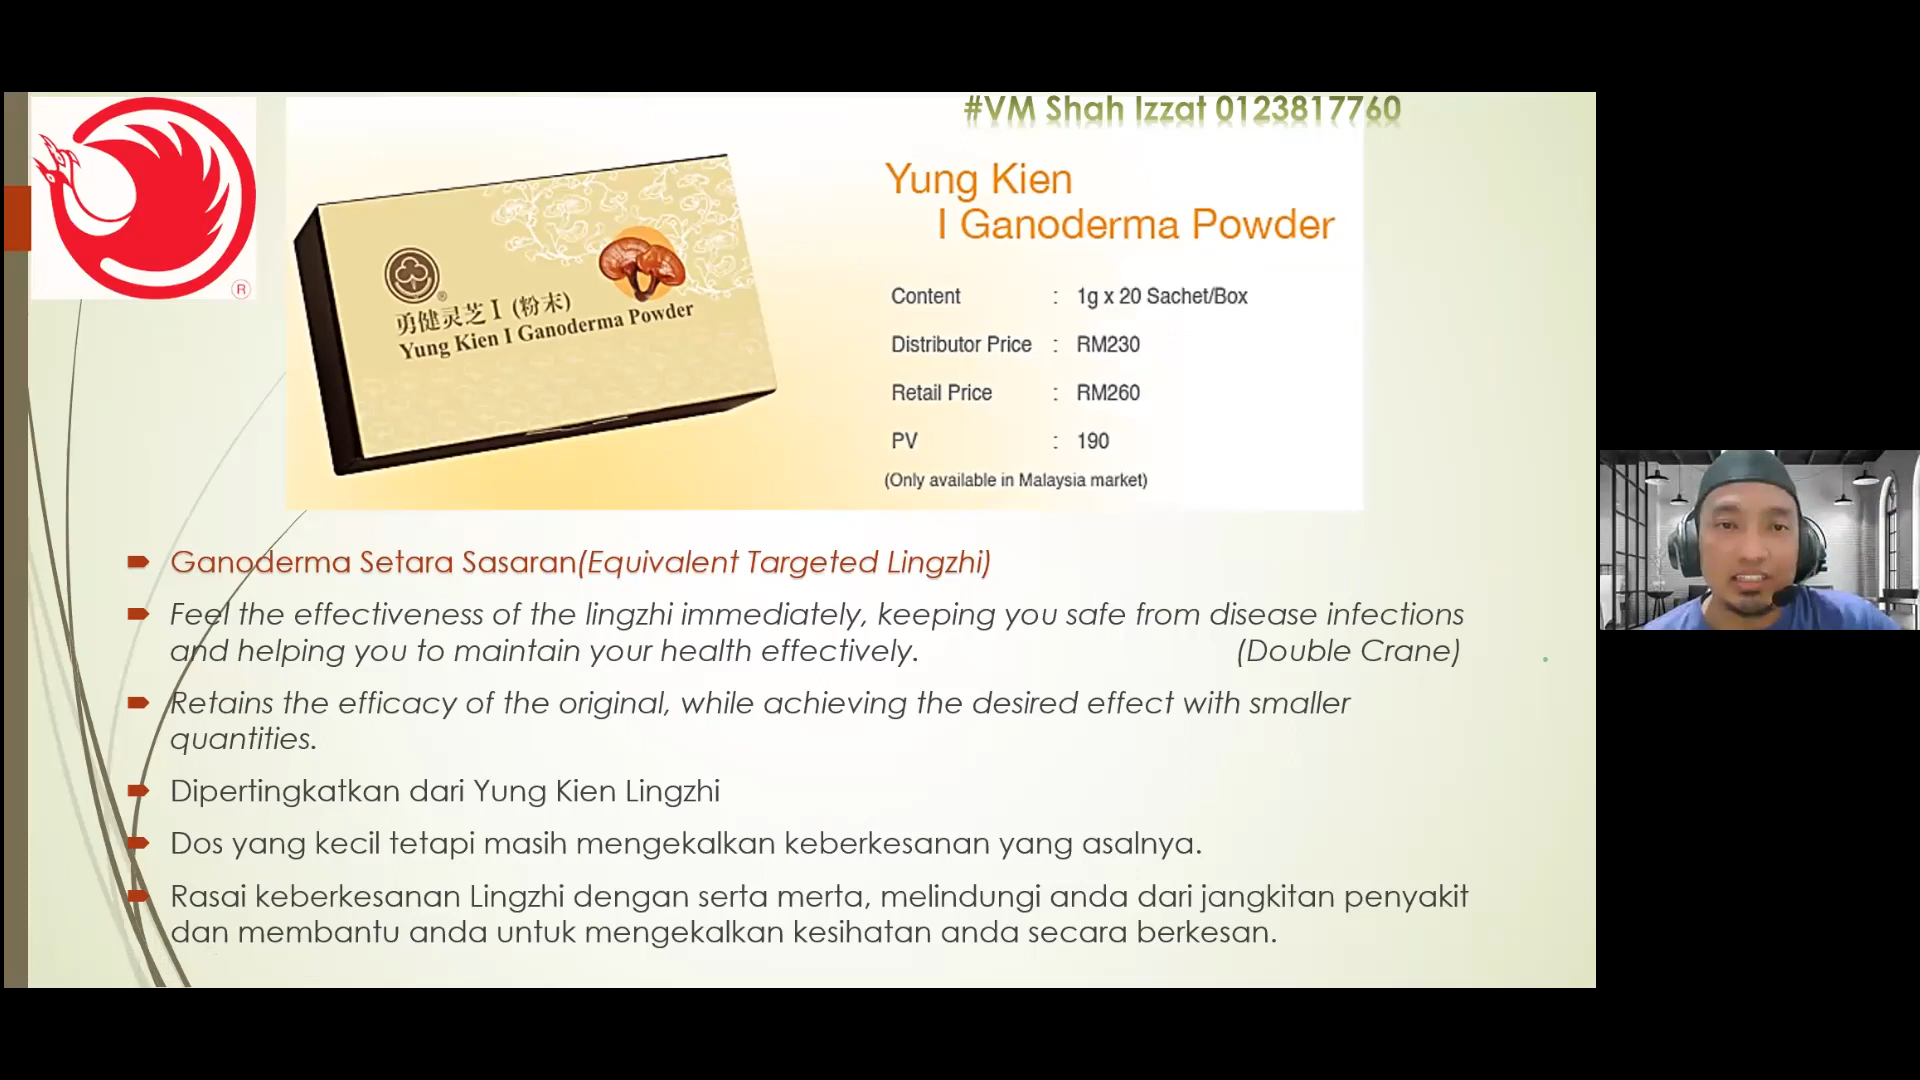 #VM Shah Izzat 0123817760
®
勇健灵芝 I (粉末)
Yung Kien I Ganoderma Powder
Yung Kien
I Ganoderma Powder
Content : 1g x 20 Sachet/Box
Distributor Price : RM230
Retail Price : RM260
PV : 190
(Only available in Malaysia market)
Ganoderma Setara Sasaran(Equivalent Targeted Lingzhi)
Feel the effectiveness of the lingzhi immediately, keeping you safe from disease infections
and helping you to maintain your health effectively. (Double Crane)
Retains the efficacy of the original, while achieving the desired effect with smaller
quantities.
Dipertingkatkan dari Yung Kien Lingzhi
Dos yang kecil tetapi masih mengekalkan keberkesanan yang asalnya.
Rasai keberkesanan Lingzhi dengan serta merta, melindungi anda dari jangkitan penyakit
dan membantu anda untuk mengekalkan kesihatan anda secara berkesan.